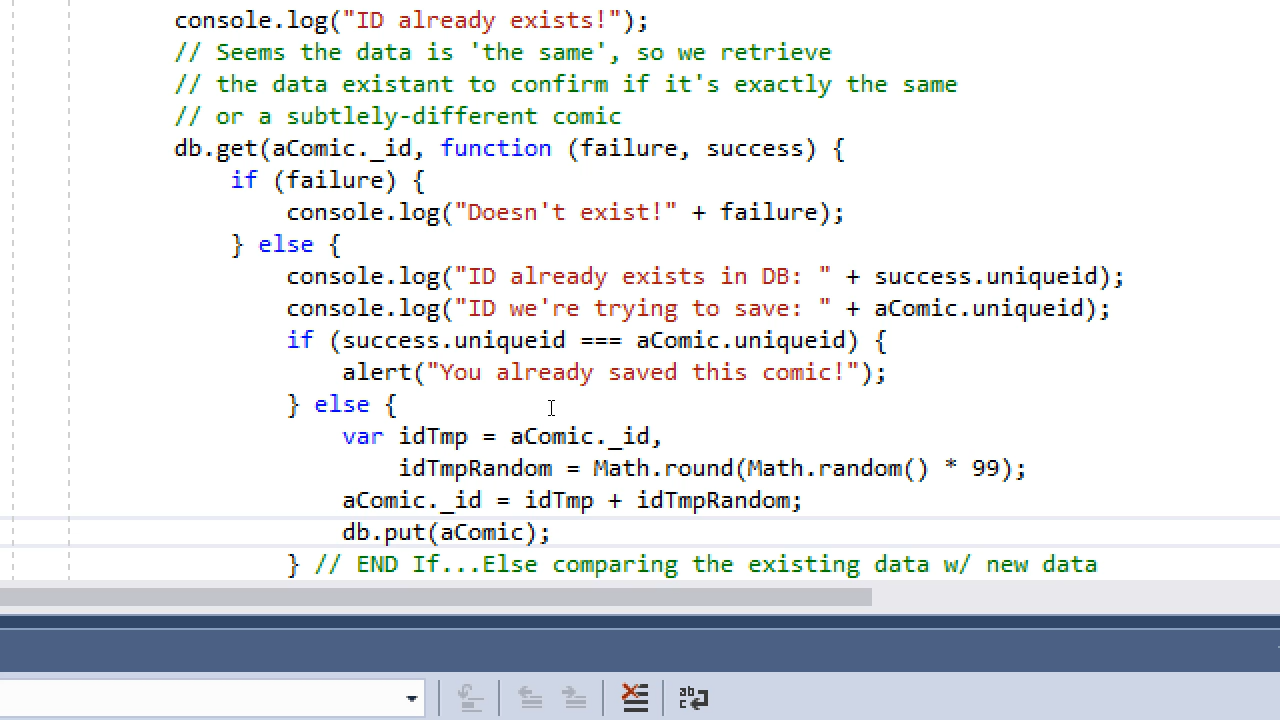 console.log("ID already exists!");
// Seems the data is 'the same', so we retrieve
// the data existant to confirm if it's exactly the same
// or a subtlely-different comic
db.get(aComic._id, function (failure, success) {
if (failure) {
console.log("Doesn't exist!" + failure);
} else {
console.log("ID already exists in DB: " + success.uniqueid);
console.log("ID we're trying to save: " + aComic.uniqueid);
if (success.uniqueid === aComic.uniqueid) {
alert("You already saved this comic!");
} else {
var idTmp = aComic._id,
idTmpRandom = Math.round(Math.random() * 99);
aComic._id = idTmp + idTmpRandom;
db.put(aComic);
} // END If...Else comparing the existing data w/ new data
ab
c